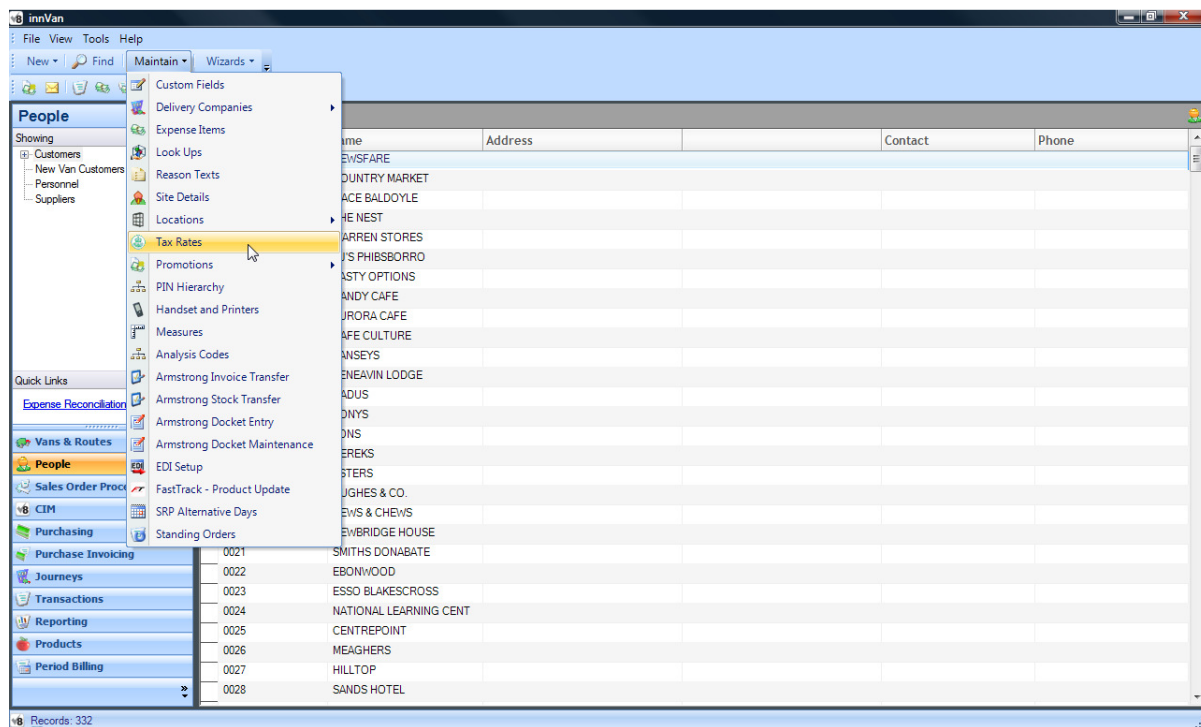 innVan
File View Tools Help
New Find Maintain Wizards
People
Showing
Customers
New Van Customers
Personnel
Suppliers
Quick Links
Expense Reconciliation
Vans & Routes
People
Sales Order Proc
CIM
Purchasing
Purchase Invoicing
Journeys
Transactions
Reporting
Products
Period Billing
Records: 332
Custom Fields
Delivery Companies
Expense Items
Look Ups
Reason Texts
Site Details
Locations
Tax Rates
Promotions
PIN Hierarchy
Handset and Printers
Measures
Analysis Codes
Armstrong Invoice Transfer
Armstrong Stock Transfer
Armstrong Docket Entry
Armstrong Docket Maintenance
EDI Setup
FastTrack - Product Update
SRP Alternative Days
Standing Orders
ame Address Contact Phone
EWSFARE
OUNTRY MARKET
ACE BALDOYLE
HE NEST
ARREN STORES
J'S PHIBSBORRO
ASTY OPTIONS
ANDY CAFE
URORA CAFE
AFE CULTURE
ANSEYS
ENEAVIN LODGE
ADUS
ONYS
ONS
EREKS
STERS
UGHES & CO.
EWS & CHEWS
EWBRIDGE HOUSE
0021 SMITHS DONABATE
0022 EBONWOOD
0023 ESSO BLAKESCROSS
0024 NATIONAL LEARNING CENT
0025 CENTREPOINT
0026 MEAGHERS
0027 HILLTOP
0028 SANDS HOTEL